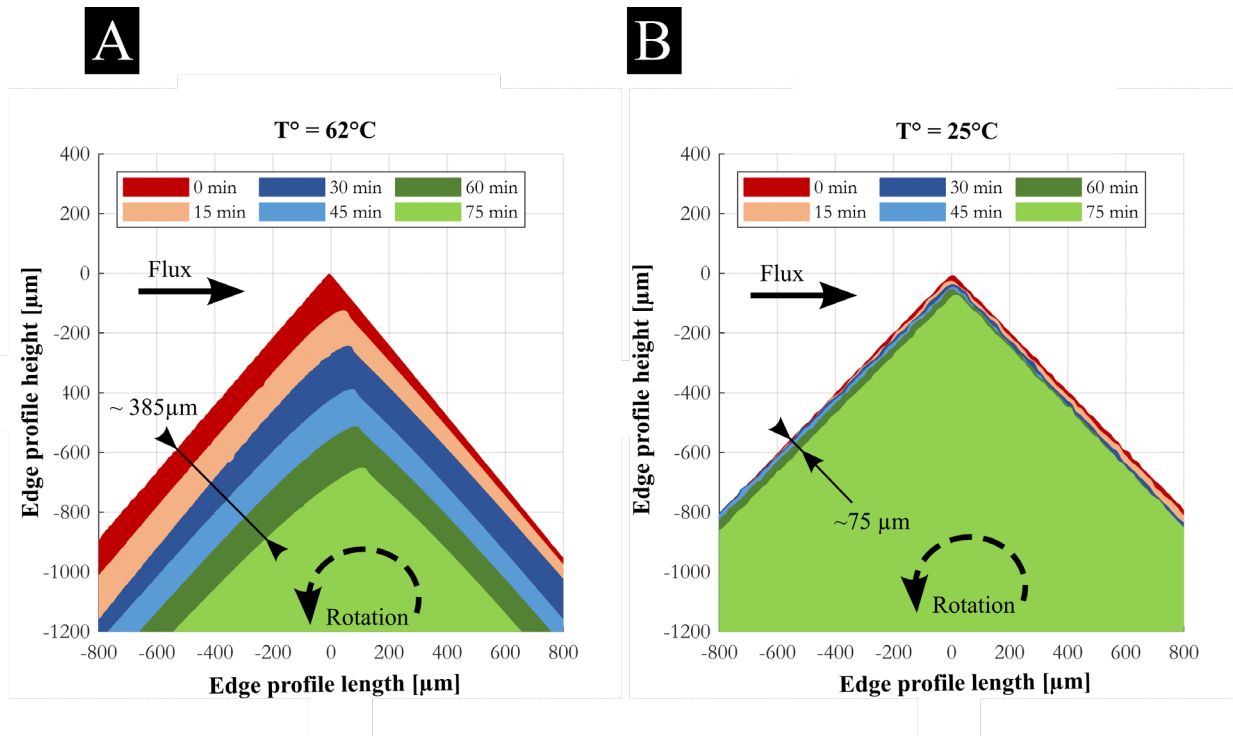 A
B
T° = 62°C
T° = 25°C
0 min 30 min 60 min
15 min 45 min 75 min
0 min 30 min 60 min
15 min 45 min 75 min
400
200
0
-200
400
-600
-800
-1000
-1200
Edge profile height [µm]
Flux
~ 385µm
Rotation
-800 -600 -400 -200 0 200 400 600 800
Edge profile length [µm]
400
200
0
-200
400
-600
-800
-1000
-1200
Edge profile height [µm]
Flux
~75 µm
Rotation
-800 -600 -400 -200 0 200 400 600 800
Edge profile length [µm]